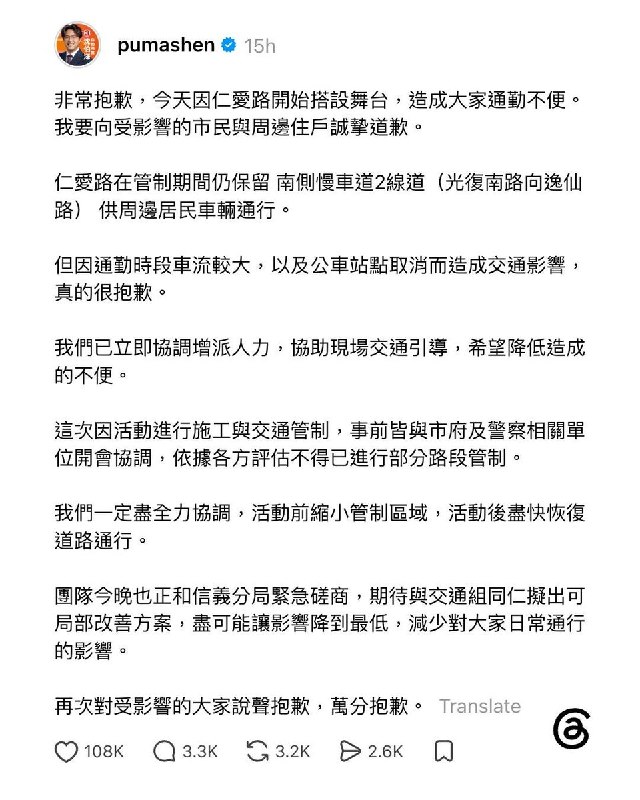 pumashen 15h
非常抱歉，今天因仁愛路開始搭設舞台，造成大家通勤不便。
我要向受影響的市民與周邊住戶誠摯道歉。
仁愛路在管制期間仍保留 南側慢車道2線道（光復南路向逸仙
路） 供周邊居民車輛通行。
但因通勤時段車流較大，以及公車站點取消而造成交通影響，
真的很抱歉。
我們已立即協調增派人力，協助現場交通引導，希望降低造成
的不便。
這次因活動進行施工與交通管制，事前皆與市府及警察相關單
位開會協調，依據各方評估不得已進行部分路段管制。
我們一定盡全力協調，活動前縮小管制區域，活動後盡快恢復
道路通行。
團隊今晚也正和信義分局緊急磋商，期待與交通組同仁擬出可
局部改善方案，盡可能讓影響降到最低，減少對大家日常通行
的影響。
再次對受影響的大家說聲抱歉，萬分抱歉。 Translate
108K 3.3K 3.2K 2.6K